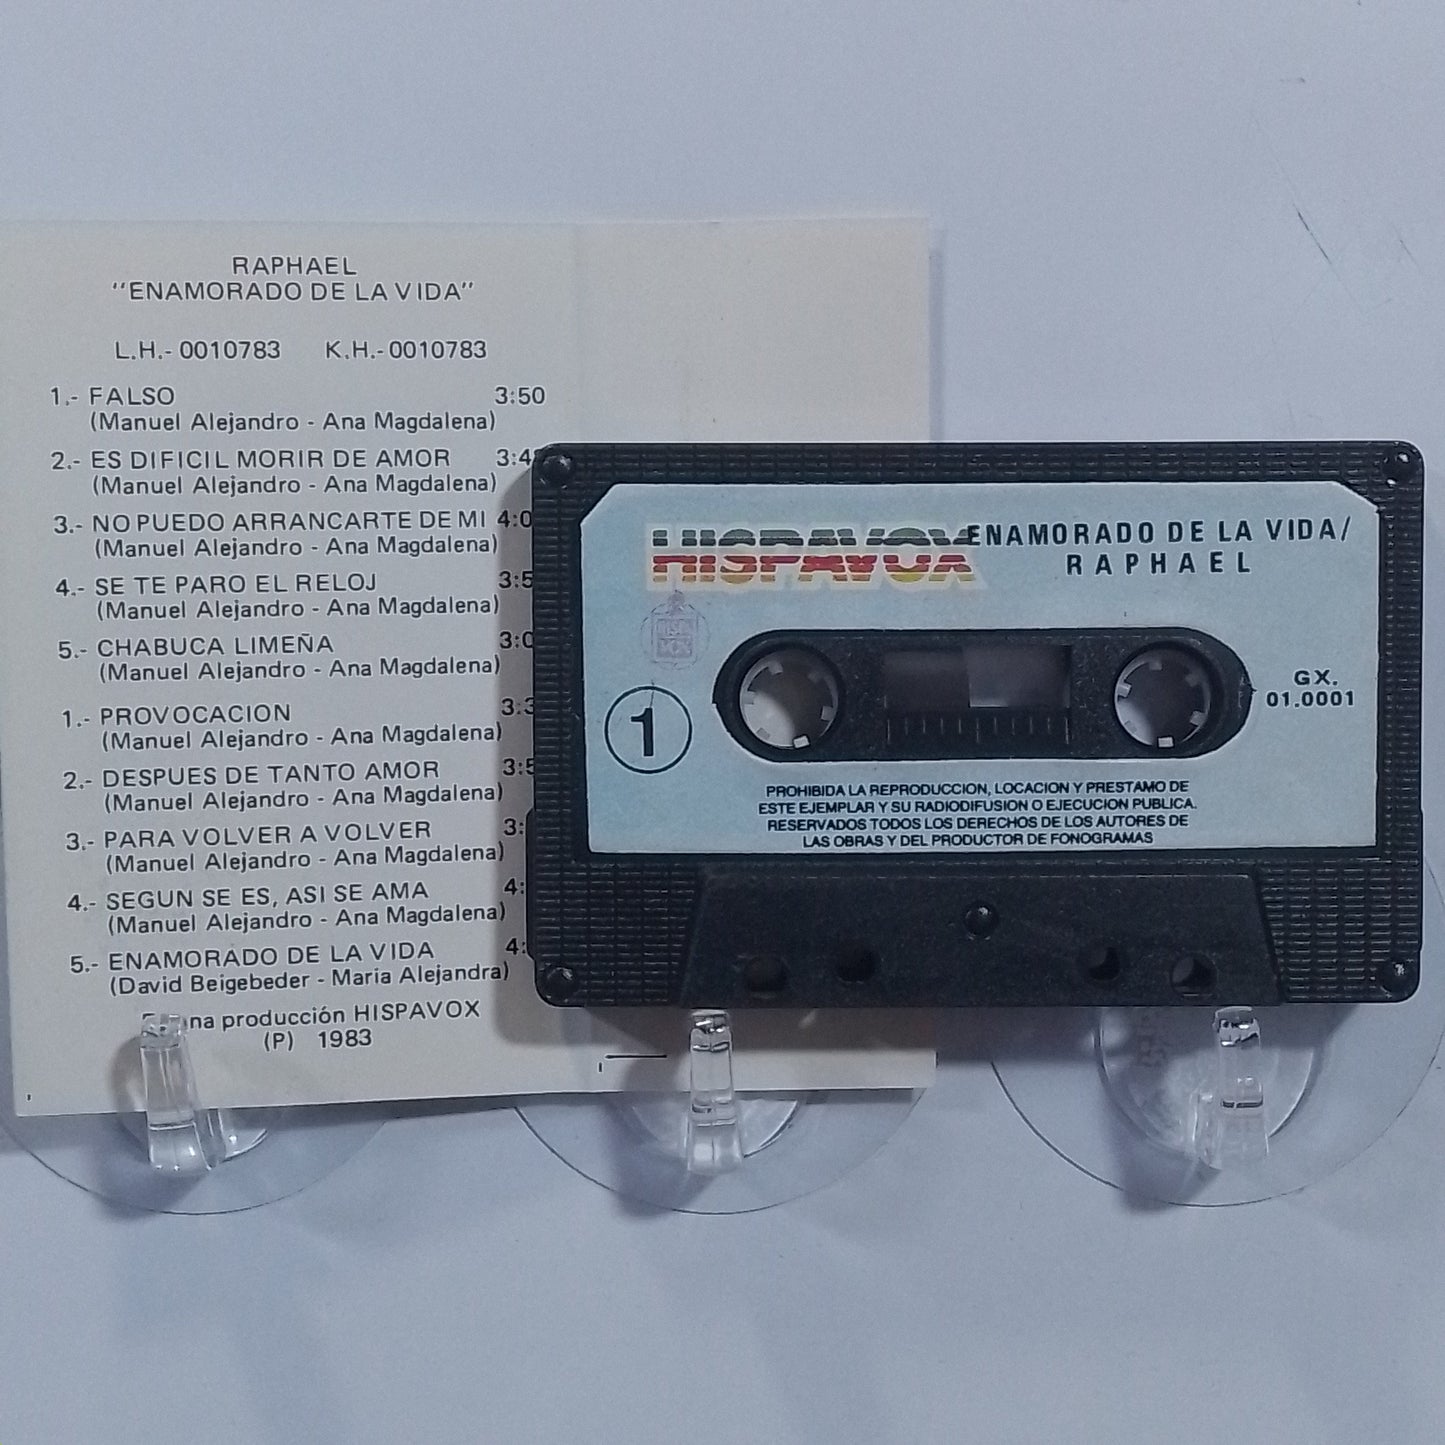 RAPHAEL
"ENAMORADO DE LA VIDA"
L.H.- 0010783 K.H.- 0010783
1.- FALSO 3:50
(Manuel Alejandro - Ana Magdalena)
2.- ES DIFICIL MORIR DE AMOR
(Manuel Alejandro - Ana Magdalena)
3.- NO PUEDO ARRANCARTE DE MI
(Manuel Alejandro - Ana Magdalena)
4.- SE TE PARO EL RELOJ
(Manuel Alejandro - Ana Magdalena)
5.- CHABUCA LIMEÑA
(Manuel Alejandro - Ana Magdalena)
1.- PROVOCACION
(Manuel Alejandro - Ana Magdalena)
2.- DESPUES DE TANTO AMOR
(Manuel Alejandro - Ana Magdalena)
3.- PARA VOLVER A VOLVER
(Manuel Alejandro - Ana Magdalena)
4.- SEGUN SE ES, ASI SE AMA
(Manuel Alejandro - Ana Magdalena)
5.- ENAMORADO DE LA VIDA
(David Beigebeder - Maria Alejandra)
producción HISPAVOX
(P) 1983
HISPAVOX
ENAMORADO DE LA VIDA/
RAPHAEL
1
GX.
01.0001
PROHIBIDA LA REPRODUCCION, LOCACION Y PRESTAMO DE
ESTE EJEMPLAR Y SU RADIODIFUSION O EJECUCION PUBLICA.
RESERVADOS TODOS LOS DERECHOS DE LOS AUTORES DE
LAS OBRAS Y DEL PRODUCTOR DE FONOGRAMAS